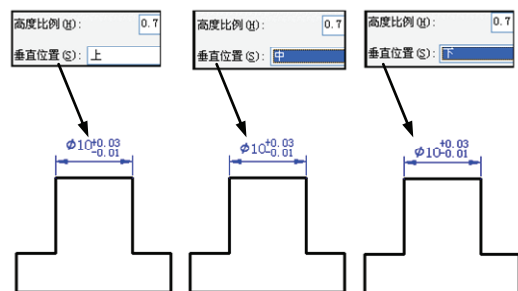 高度比例(H): 0.7
垂直位置(S): 上
高度比例(H): 0.7
垂直位置(S): 中
高度比例(H): 0.7
垂直位置(S): 下
ϕ10+0.03
-0.01
ϕ10+0.03
-0.01
ϕ10+0.03
-0.01